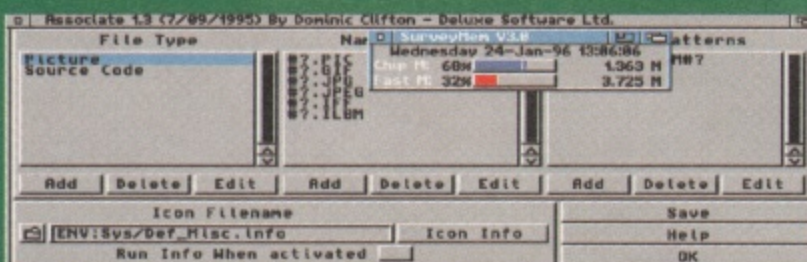 Associate 1.3 (7/09/1995) By Dominic Clifton - Deluxe Software Ltd.
File Type
Picture
Source Code
#?.PIC
#?.GIF
#?.JPG
#?.JPEG
#?.IFF
#?.ILBM
SurveyMem V3.0
Wednesday 24-Jan-96 13:06:06
Chip M: 68% 1.363 M
Fast M: 32% 3.725 M
atterns
M#?
Add Delete Edit Add Delete Edit Add Delete Edit
Icon Filename
ENV:Sys/Def_Misc.info Icon Info
Run Info When activated
Save
Help
OK